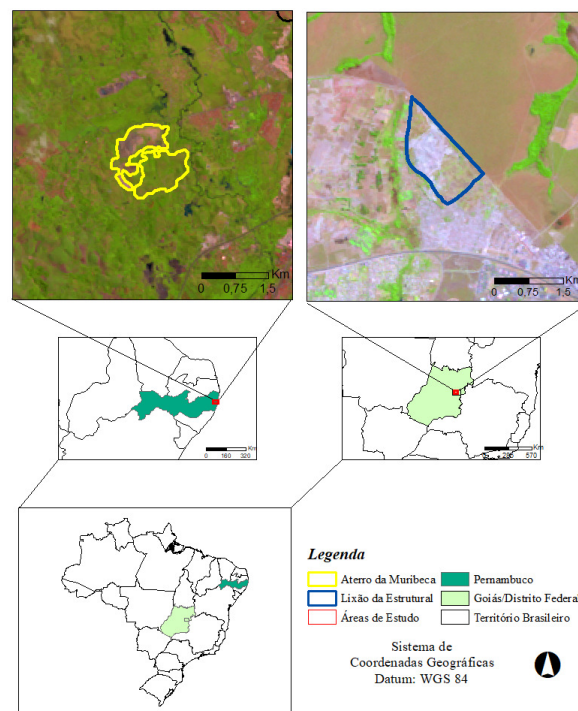 Km
0 0,75 1,5
Km
0 0,75 1,5
Km
0 160 320
Km
0 285 570
Legenda
Aterro da Muribeca
Pernambuco
Lixão da Estrutural
Goiás/Distrito Federal
Áreas de Estudo
Território Brasileiro
Sistema de
Coordenadas Geográficas
Datum: WGS 84